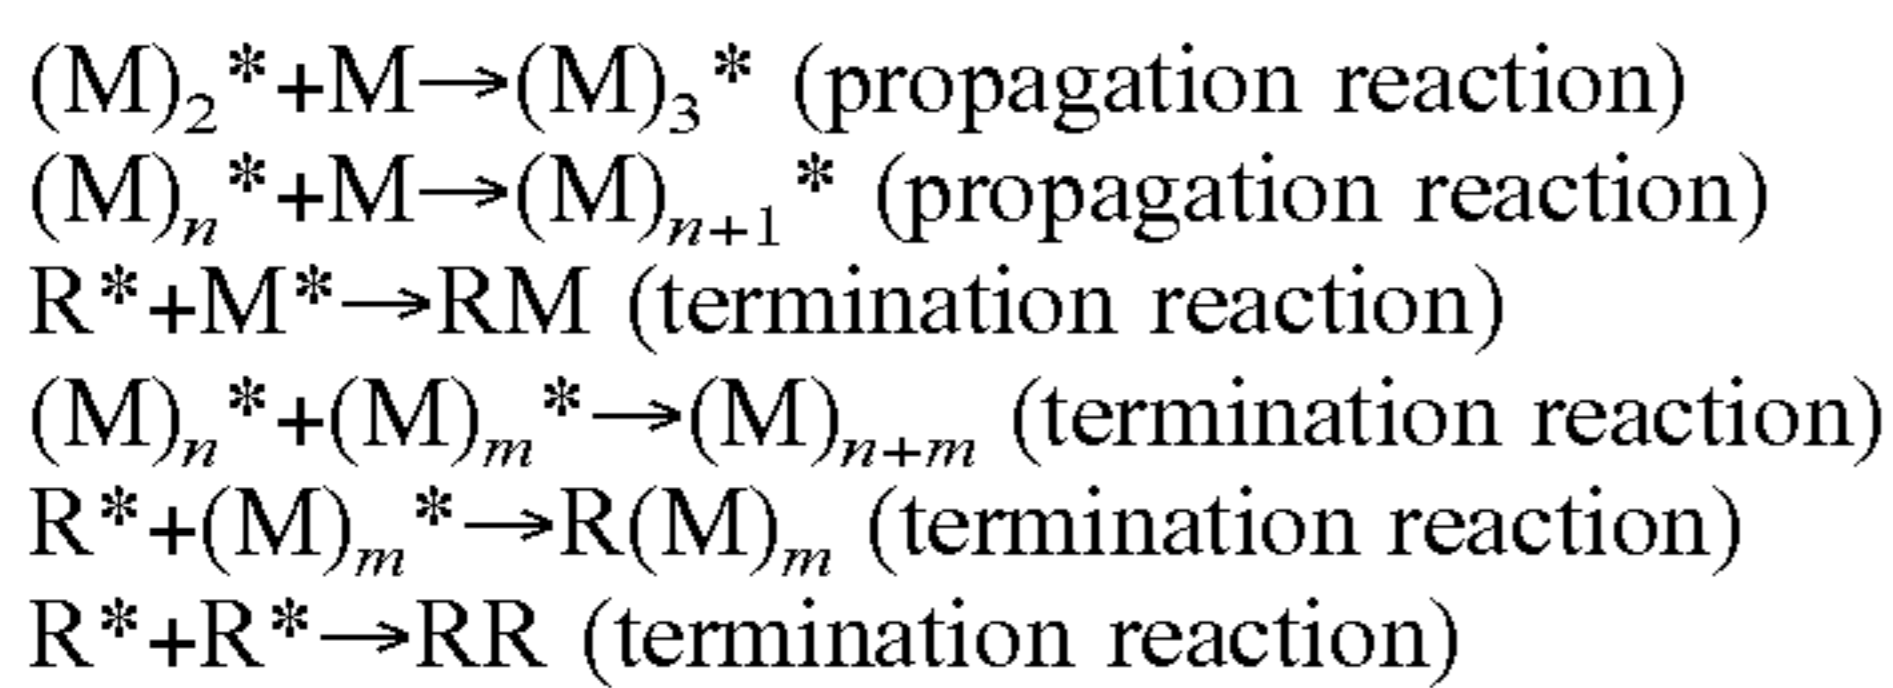 (M)₂*+M→(M)₃* (propagation reaction)
(M)ₙ*+M→(M)ₙ₊₁* (propagation reaction)
R*+M*→RM (termination reaction)
(M)ₙ*+(M)ₘ*→(M)ₙ₊ₘ (termination reaction)
R*+(M)ₘ*→R(M)ₘ (termination reaction)
R*+R*→RR (termination reaction)